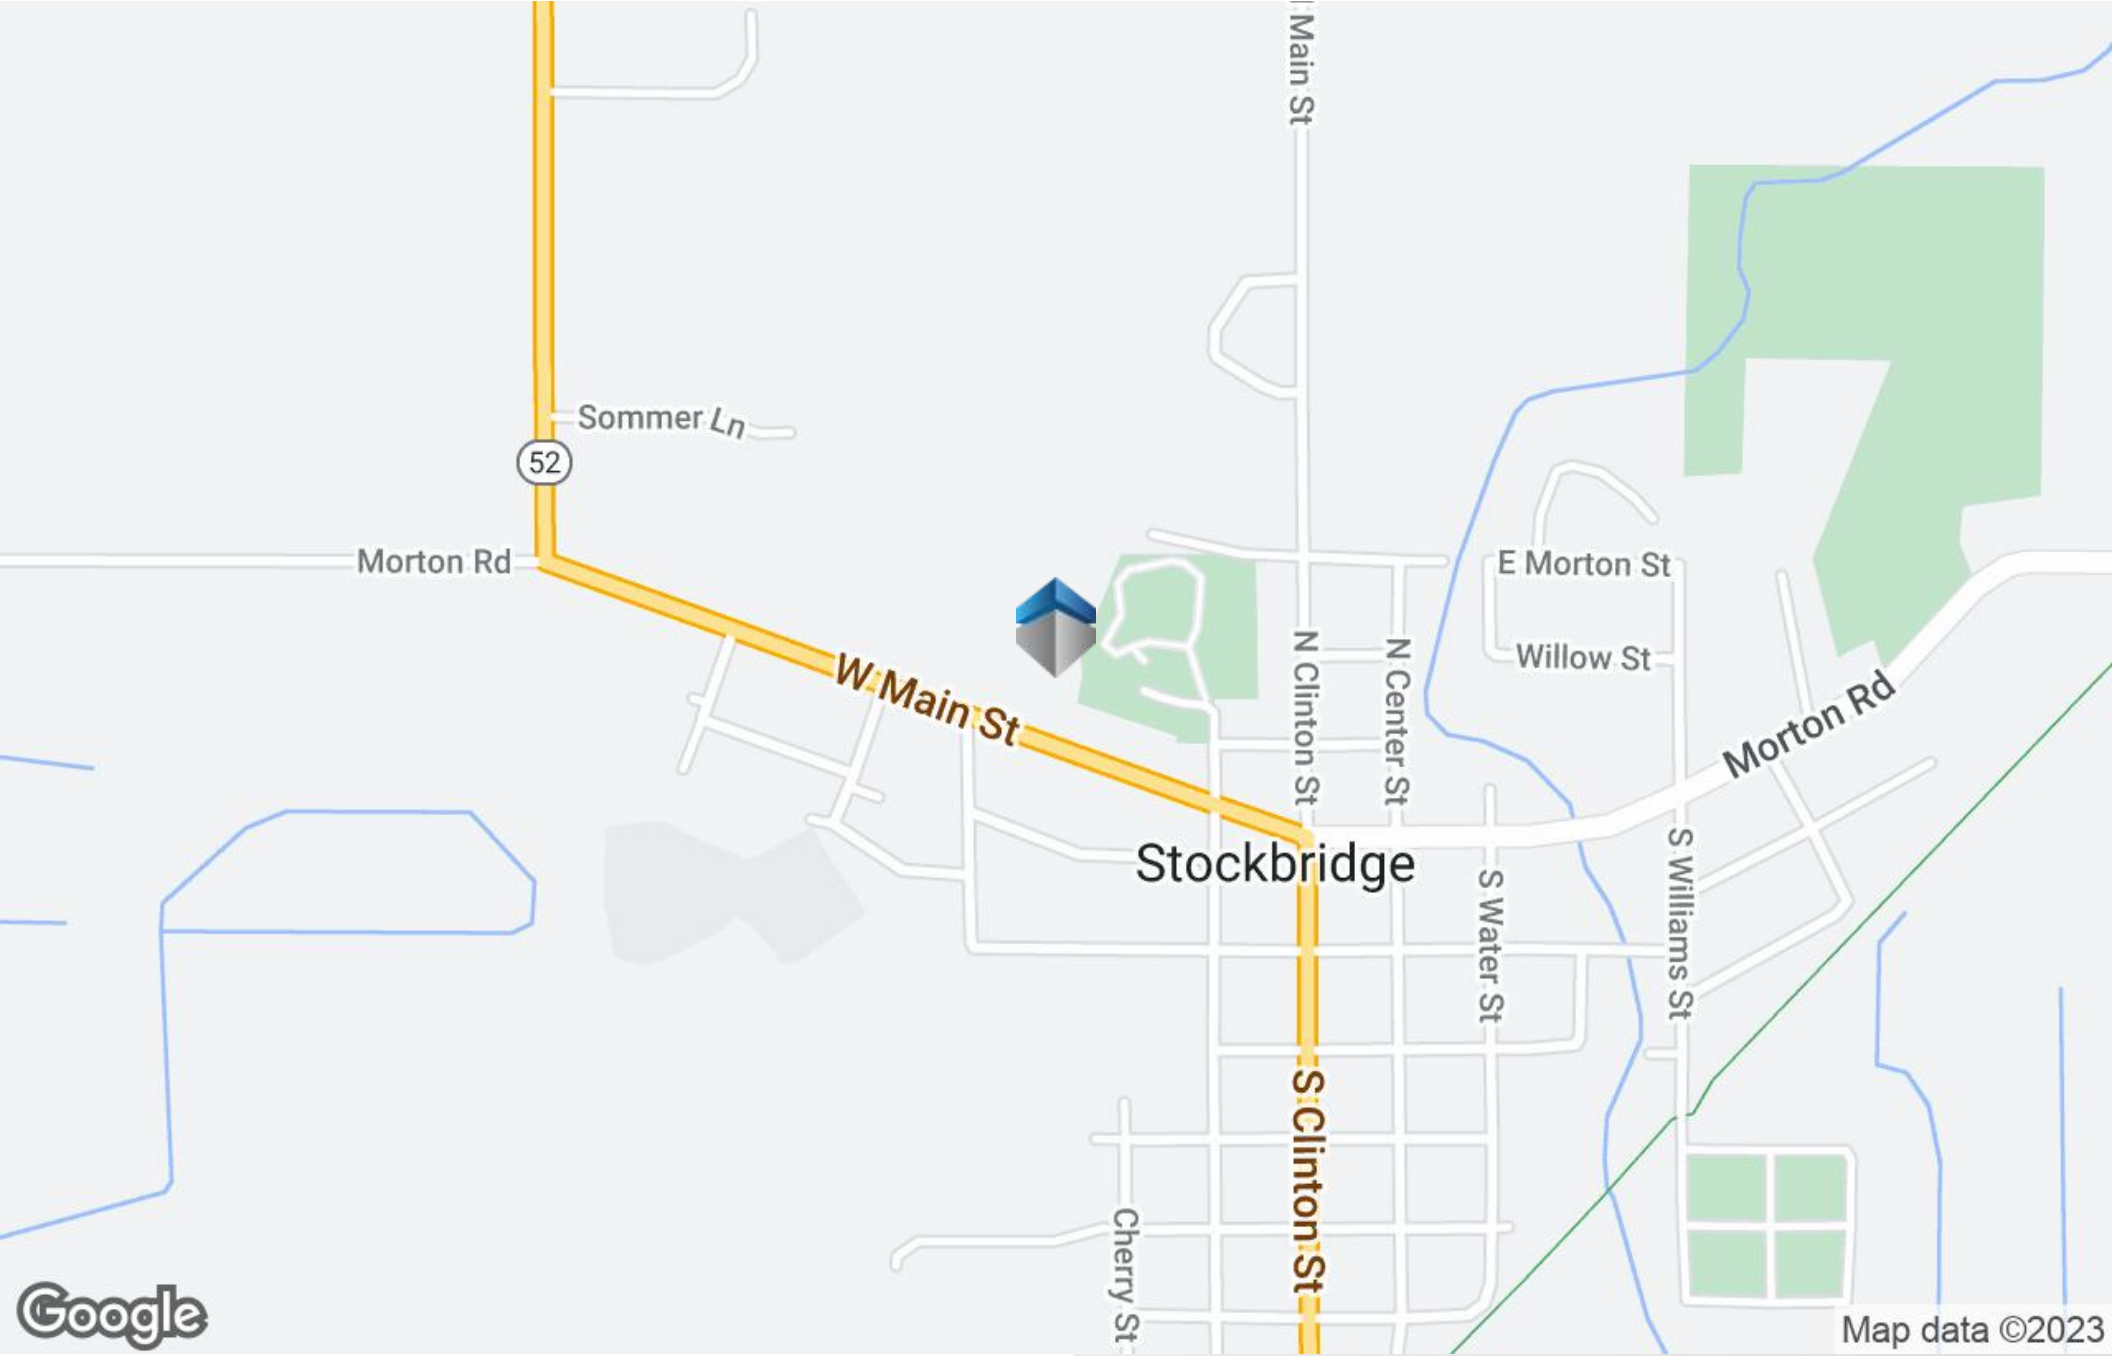 Main St
Sommer Ln
52
Morton Rd
E Morton St
Willow St
N Clinton St
N Center St
W Main St
Morton Rd
Stockbridge
S Water St
S Williams St
S Clinton St
Cherry St
Google
Map data ©2023